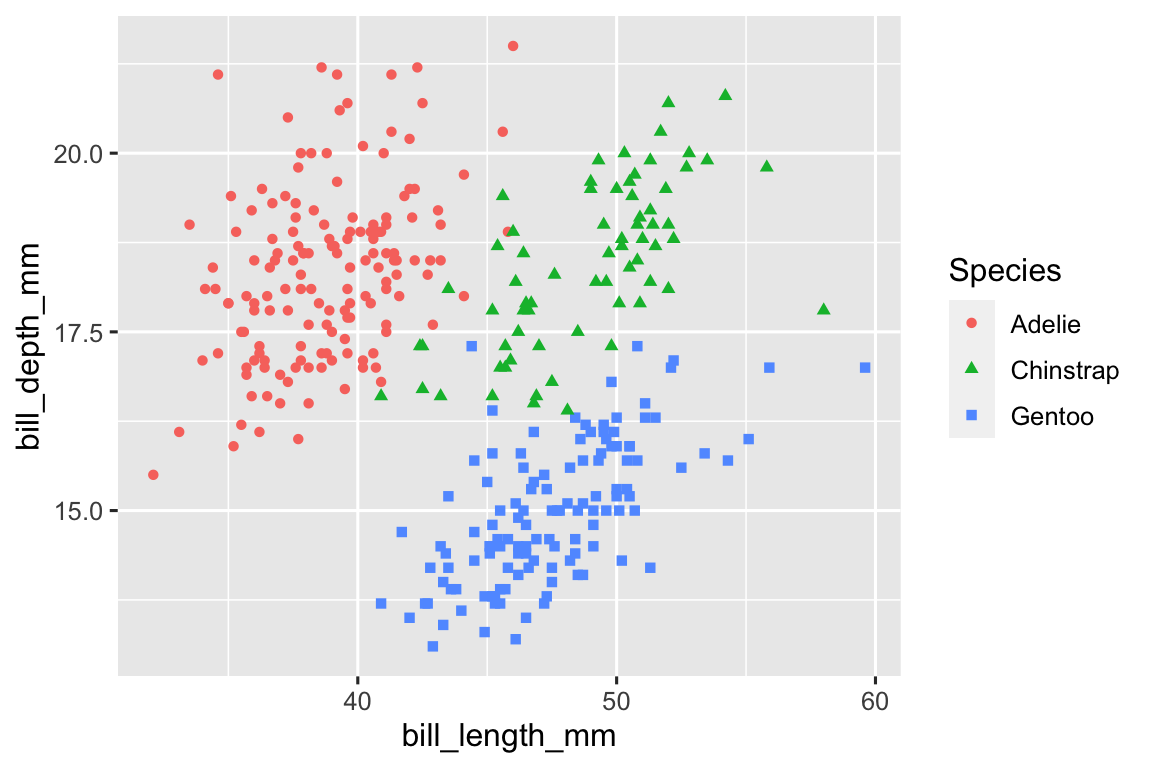 20.0
17.5
15.0
bill_depth_mm
40
50
60
bill_length_mm
Species
Adelie
Chinstrap
Gentoo